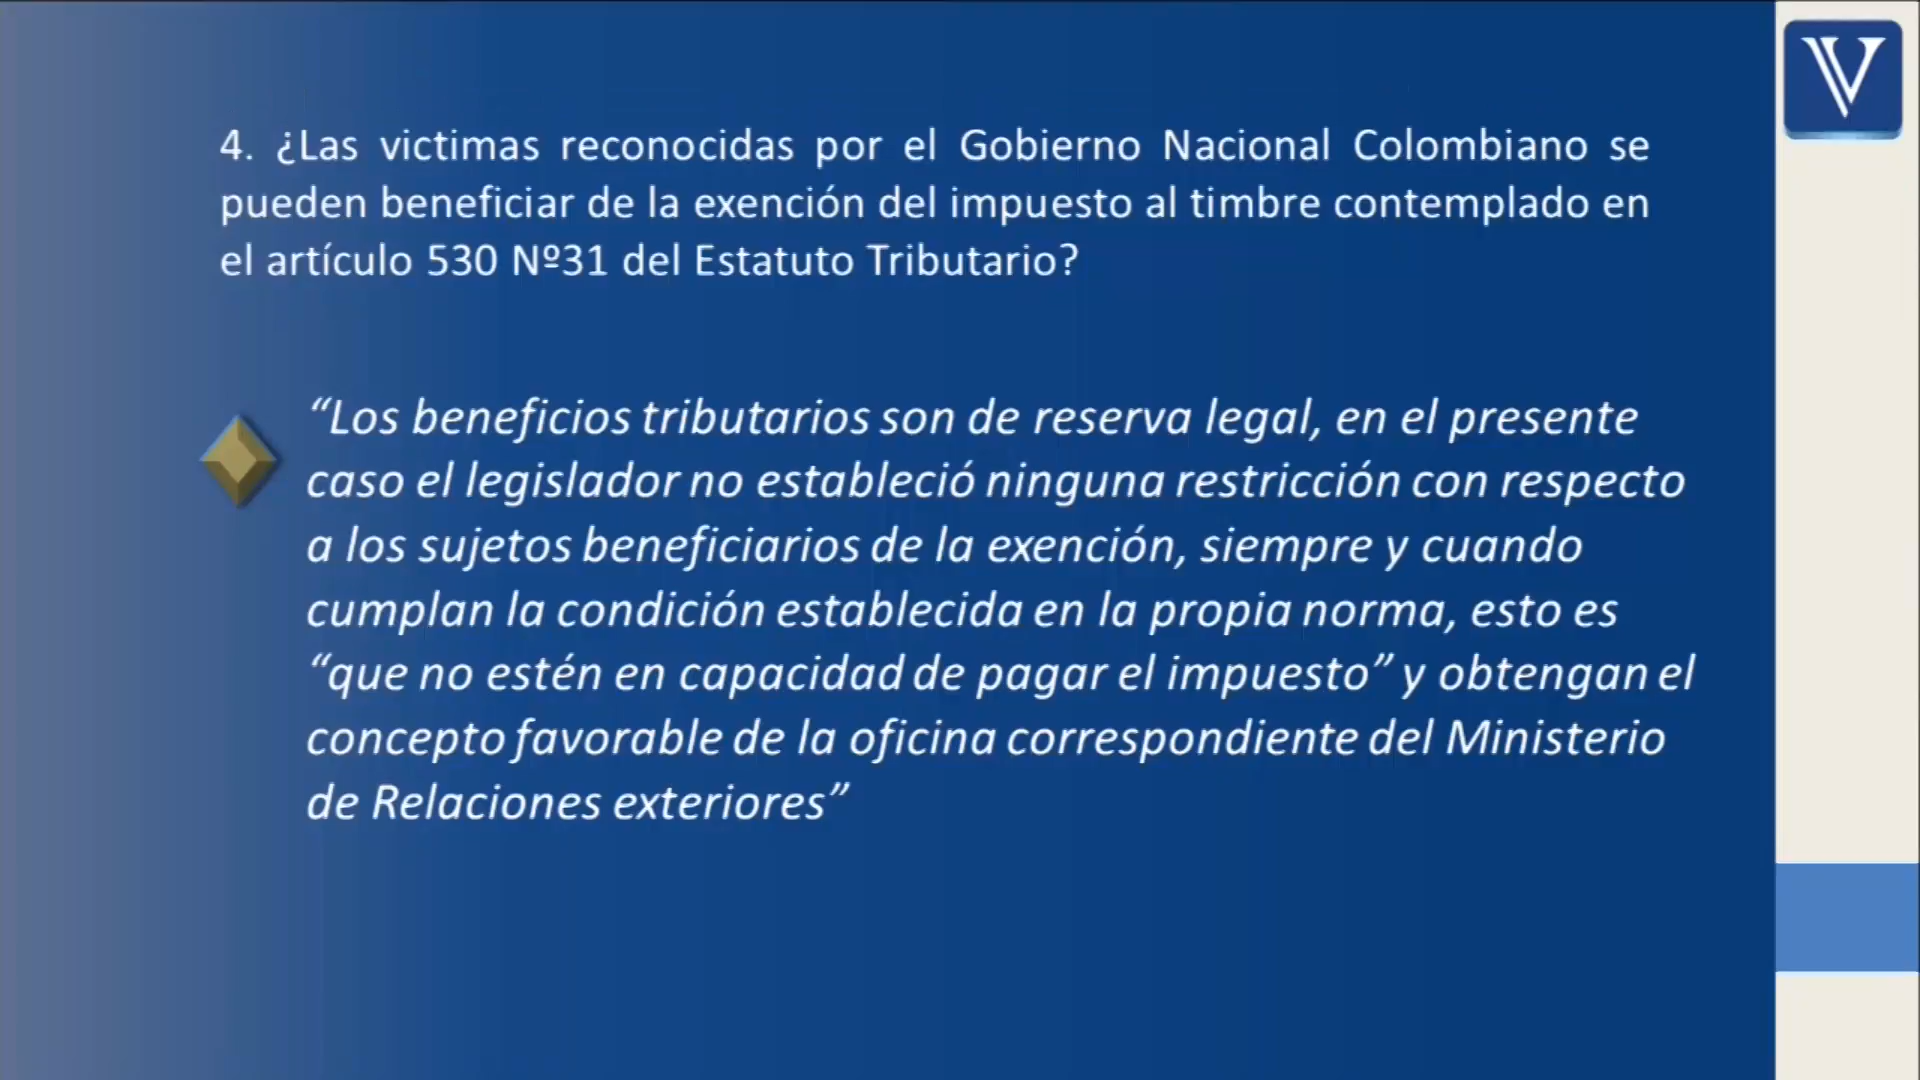 4. ¿Las victimas reconocidas por el Gobierno Nacional Colombiano se
pueden beneficiar de la exención del impuesto al timbre contemplado en
el artículo 530 Nº31 del Estatuto Tributario?
“Los beneficios tributarios son de reserva legal, en el presente
caso el legislador no estableció ninguna restricción con respecto
a los sujetos beneficiarios de la exención, siempre y cuando
cumplan la condición establecida en la propia norma, esto es
“que no estén en capacidad de pagar el impuesto” y obtengan el
concepto favorable de la oficina correspondiente del Ministerio
de Relaciones exteriores”
V